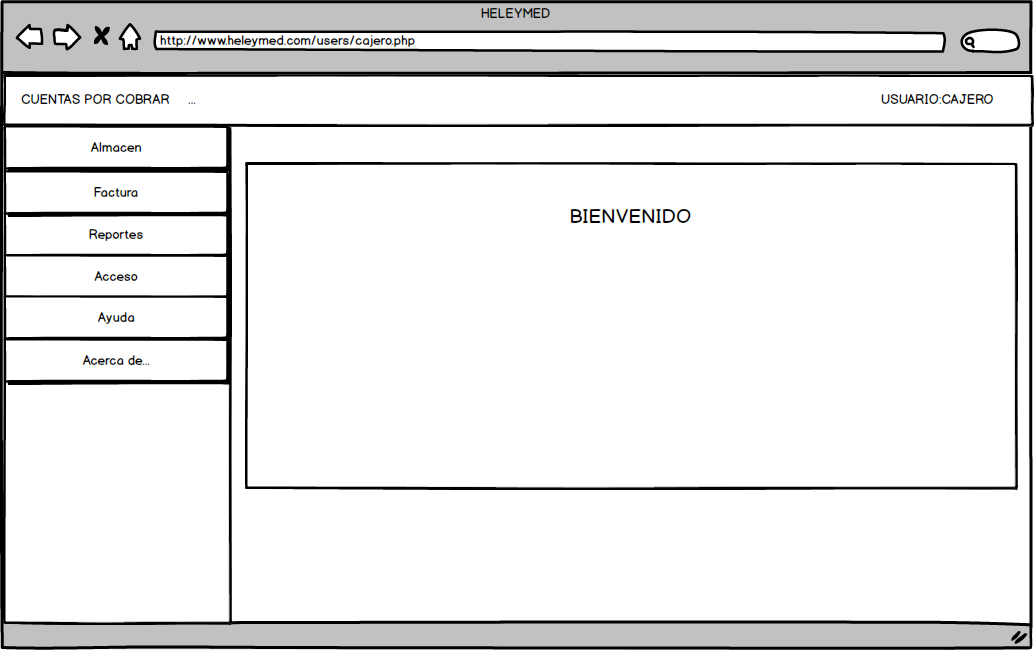 HELEYMED
http://www.heleymed.com/users/cajero.php
CUENTAS POR COBRAR ... USUARIO:CAJERO
Almacen
Factura
Reportes
Acceso
Ayuda
Acerca de...
BIENVENIDO